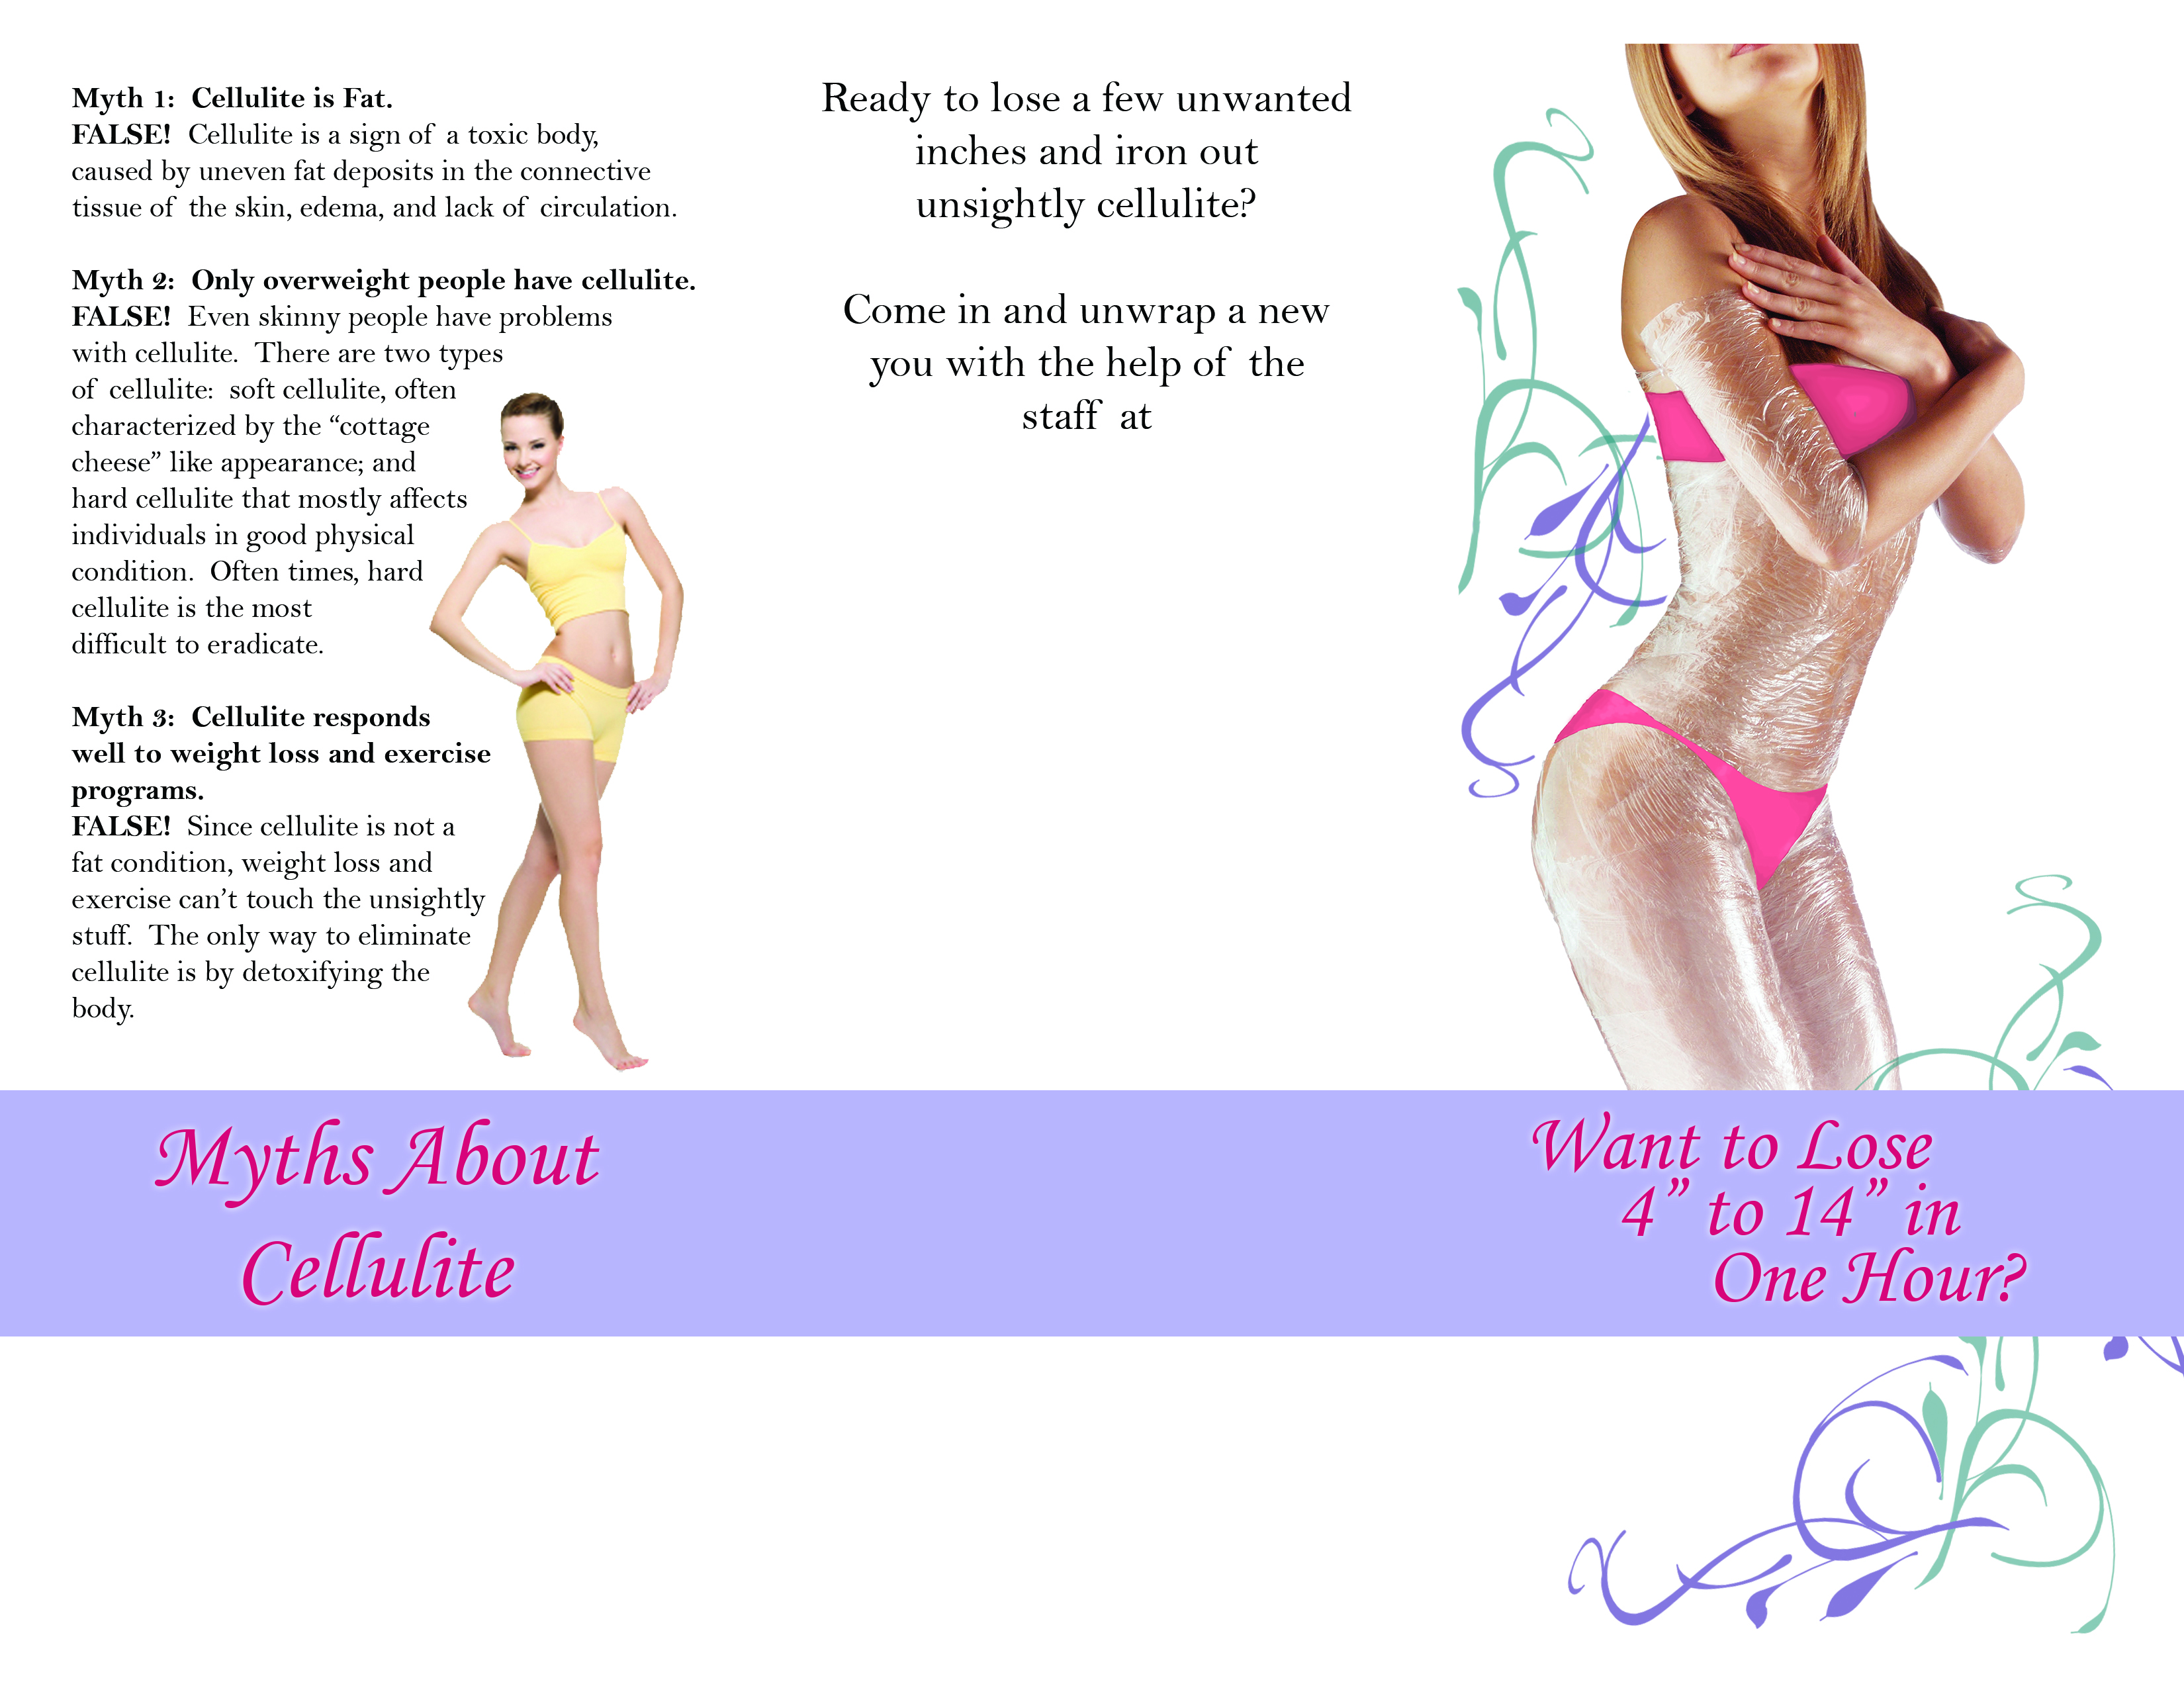 Myth 1:  Cellulite is Fat.
FALSE!  Cellulite is a sign of a toxic body,
caused by uneven fat deposits in the connective
tissue of the skin, edema, and lack of circulation.
Myth 2:  Only overweight people have cellulite.
FALSE!  Even skinny people have problems
with cellulite.  There are two types
of cellulite:  soft cellulite, often
characterized by the “cottage
cheese” like appearance; and
hard cellulite that mostly affects
individuals in good physical
condition.  Often times, hard
cellulite is the most
difficult to eradicate.
Myth 3:  Cellulite responds
well to weight loss and exercise
programs.
FALSE!  Since cellulite is not a
fat condition, weight loss and
exercise can’t touch the unsightly
stuff.  The only way to eliminate
cellulite is by detoxifying the
body.
Myths About
Cellulite
Ready to lose a few unwanted
inches and iron out
unsightly cellulite?
Come in and unwrap a new
you with the help of the
staff at
Want to Lose
4” to 14” in
One Hour?